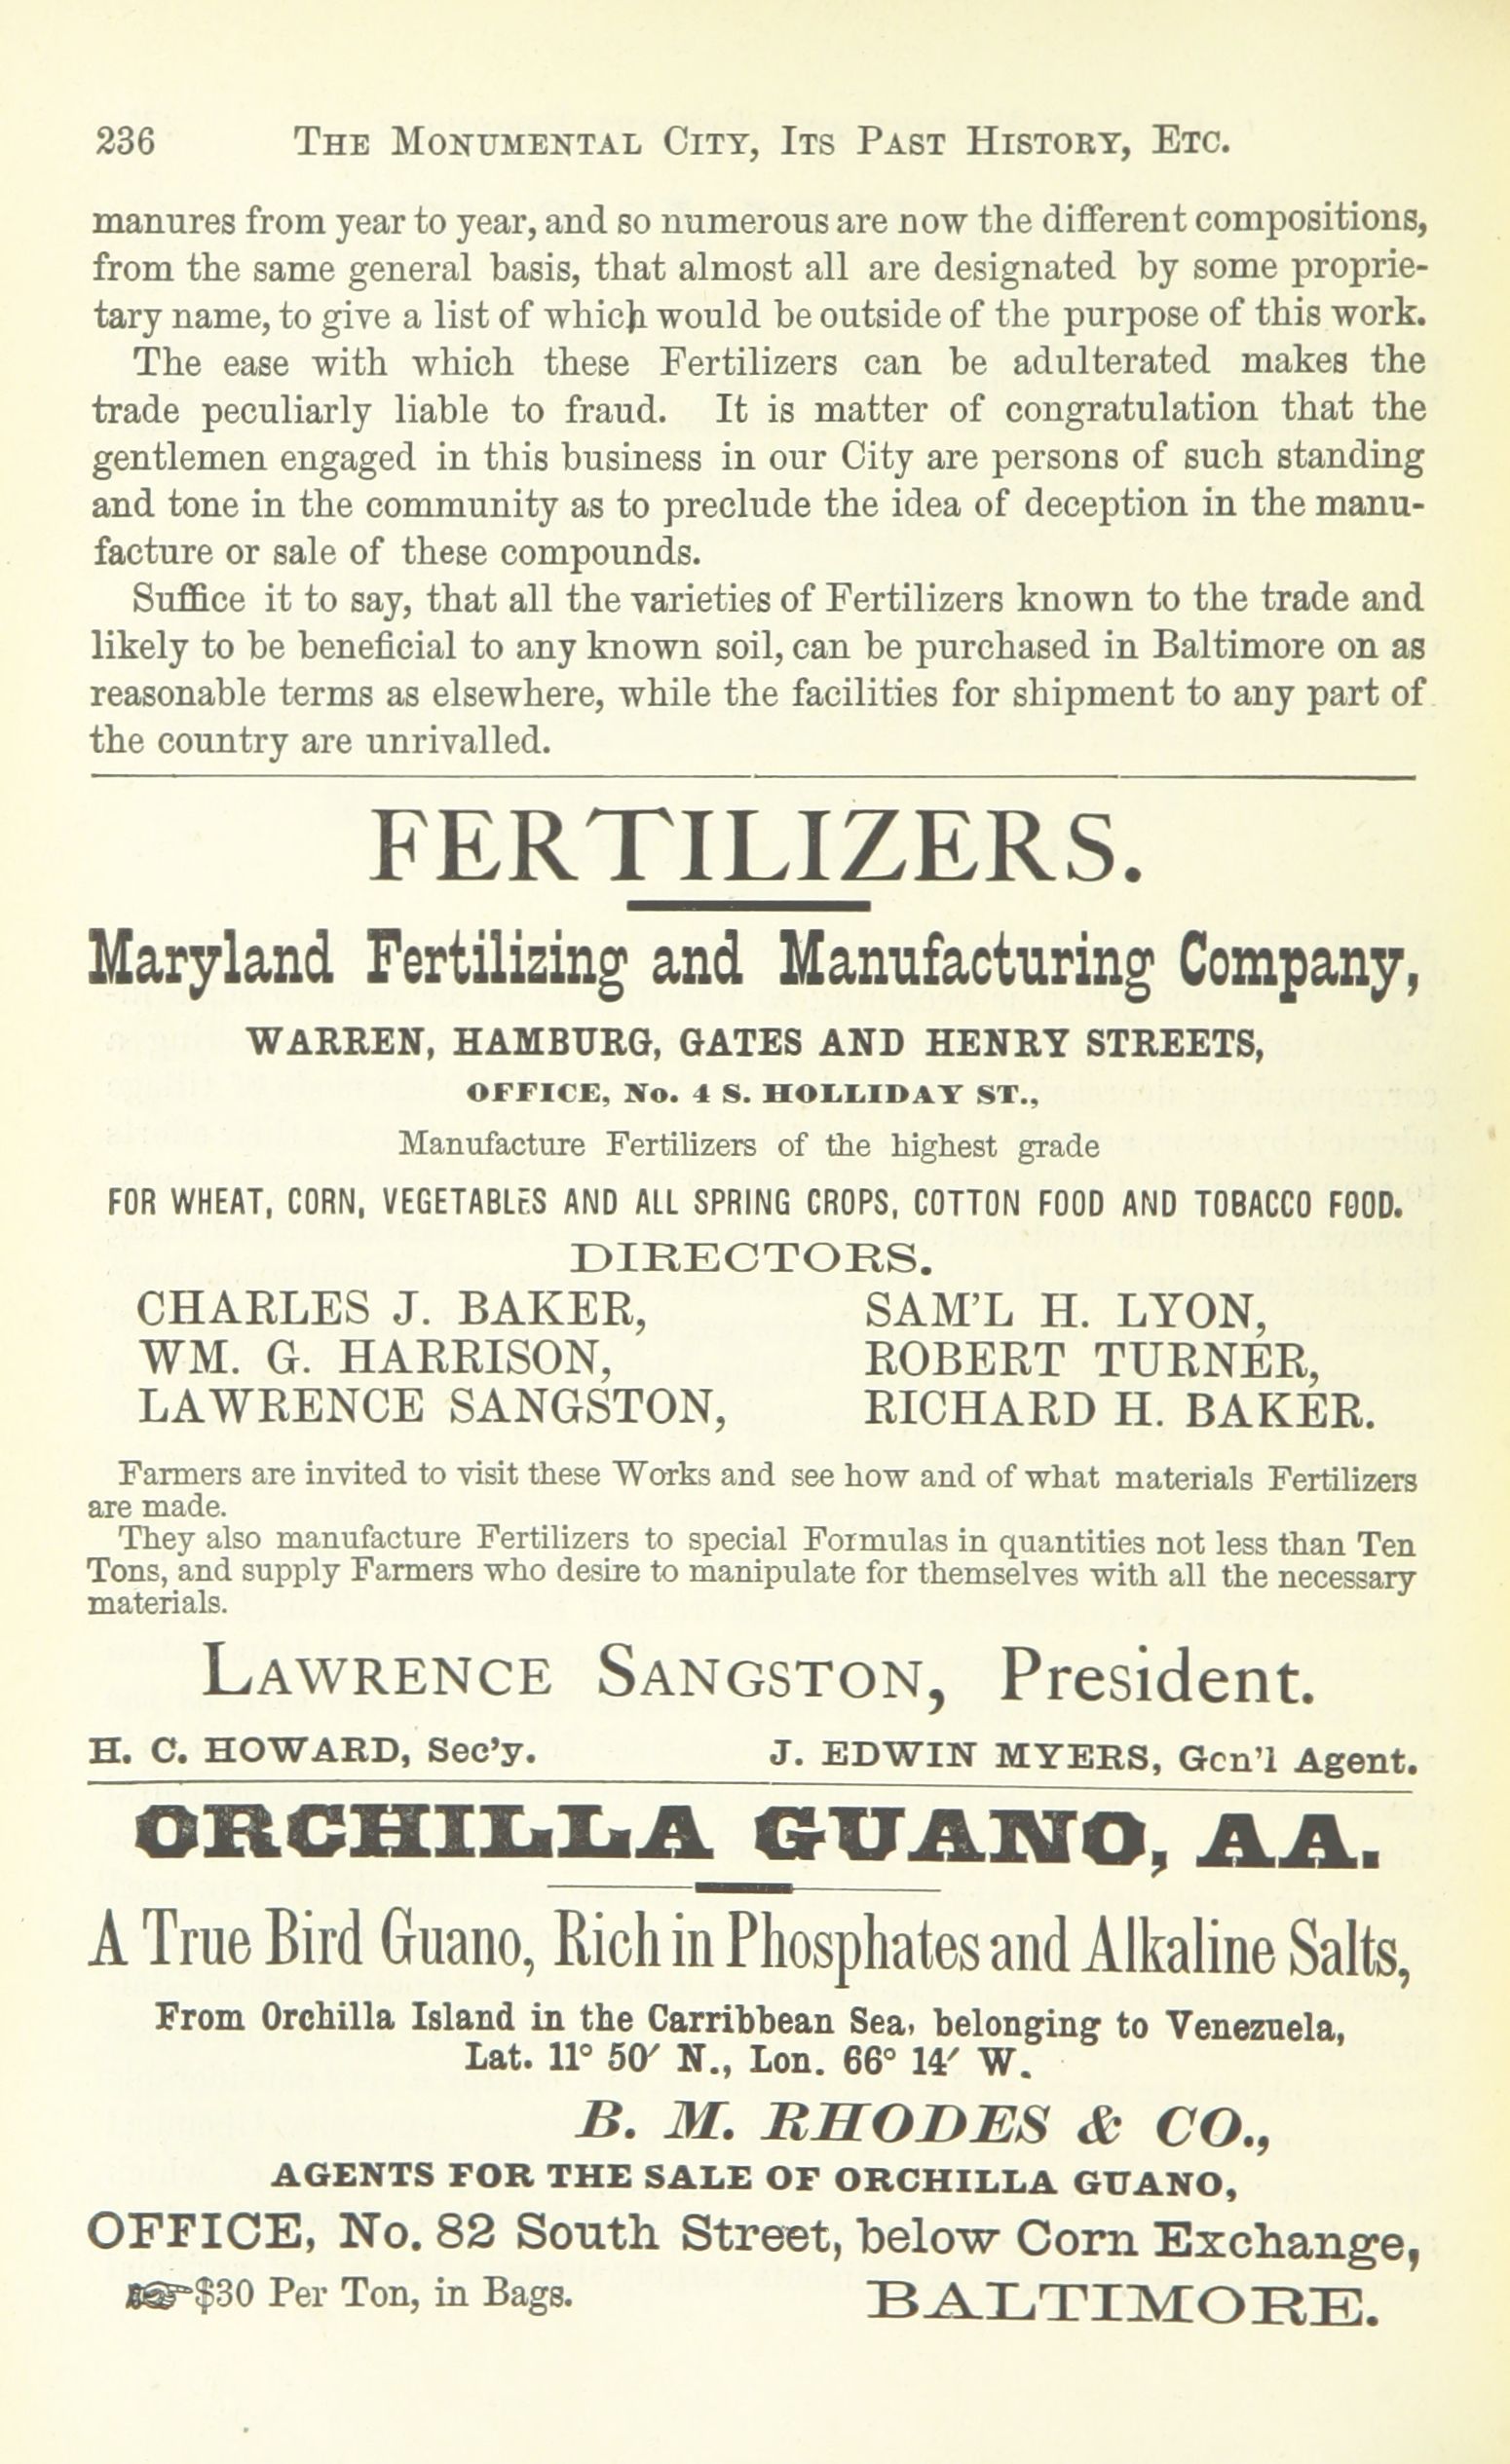 236 The Monumental City, Its Past History, Etc.
manures from year to year, and so numerous are now the different compositions,
from the same general basis, that almost all are designated by some proprie-
tary name, to give a list of which would be outside of the purpose of this work.
The ease with which these Fertilizers can be adulterated makes the
trade peculiarly liable to fraud. It is matter of congratulation that the
gentlemen engaged in this business in our City are persons of such standing
and tone in the community as to preclude the idea of deception in the manu-
facture or sale of these compounds.
Suffice it to say, that all the varieties of Fertilizers known to the trade and
likely to be beneficial to any known soil, can be purchased in Baltimore on as
reasonable terms as elsewhere, while the facilities for shipment to any part of
the country are unrivalled.
FERTILIZERS.
Maryland Fertilizing and Manufacturing Company,
WARREN, HAMBURG, GATES AND HENRY STREETS,
OFFICE, No. 4 S. HOLLIDAY ST.,
Manufacture Fertilizers of the highest grade
FOR WHEAT, CORN, VEGETABLES AND ALL SPRING CROPS, COTTON FOOD AND TOBACCO FOOD.
DIRECTORS.
CHARLES J. BAKER, SAM'L H. LYON,
WM. G. HARRISON, ROBERT TURNER,
LAWRENCE SANGSTON, RICHARD H. BAKER.
Farmers are invited to visit these Works and see how and of what materials Fertilizers
are made.
They also manufacture Fertilizers to special Formulas in quantities not less than Ten
Tons, and supply Farmers who desire to manipulate for themselves with all the necessary
materials.
Lawrence Sangston, President.
H. C. HOWARD, Sec'y. J. EDWIN MYERS, Gen'l Agent.
ORCHILLA GUANO, AA.
A True Bird Guano, Rich in Phosphates and Alkaline Salts,
From Orchilla Island in the Carribbean Sea, belonging to Venezuela,
Lat. 11° 50′ N., Lon. 66° 14′ W.
B. M. RHODES & CO.,
AGENTS FOR THE SALE OF ORCHILLA GUANO,
OFFICE, No. 82 South Street, below Corn Exchange,
☞$30 Per Ton, in Bags. BALTIMORE.